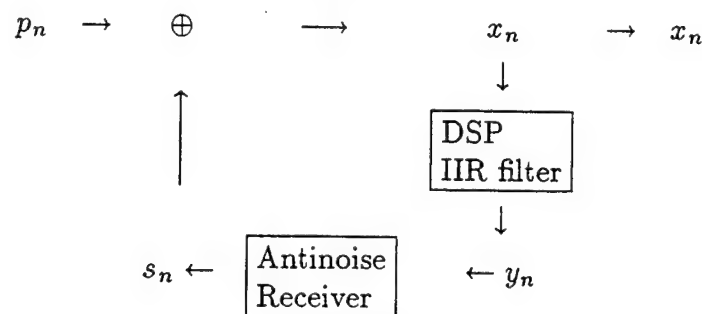 p_n → ⊕ → x_n → x_n
↓
DSP
IIR filter
↑
↓
s_n ← Antinoise Receiver ← y_n